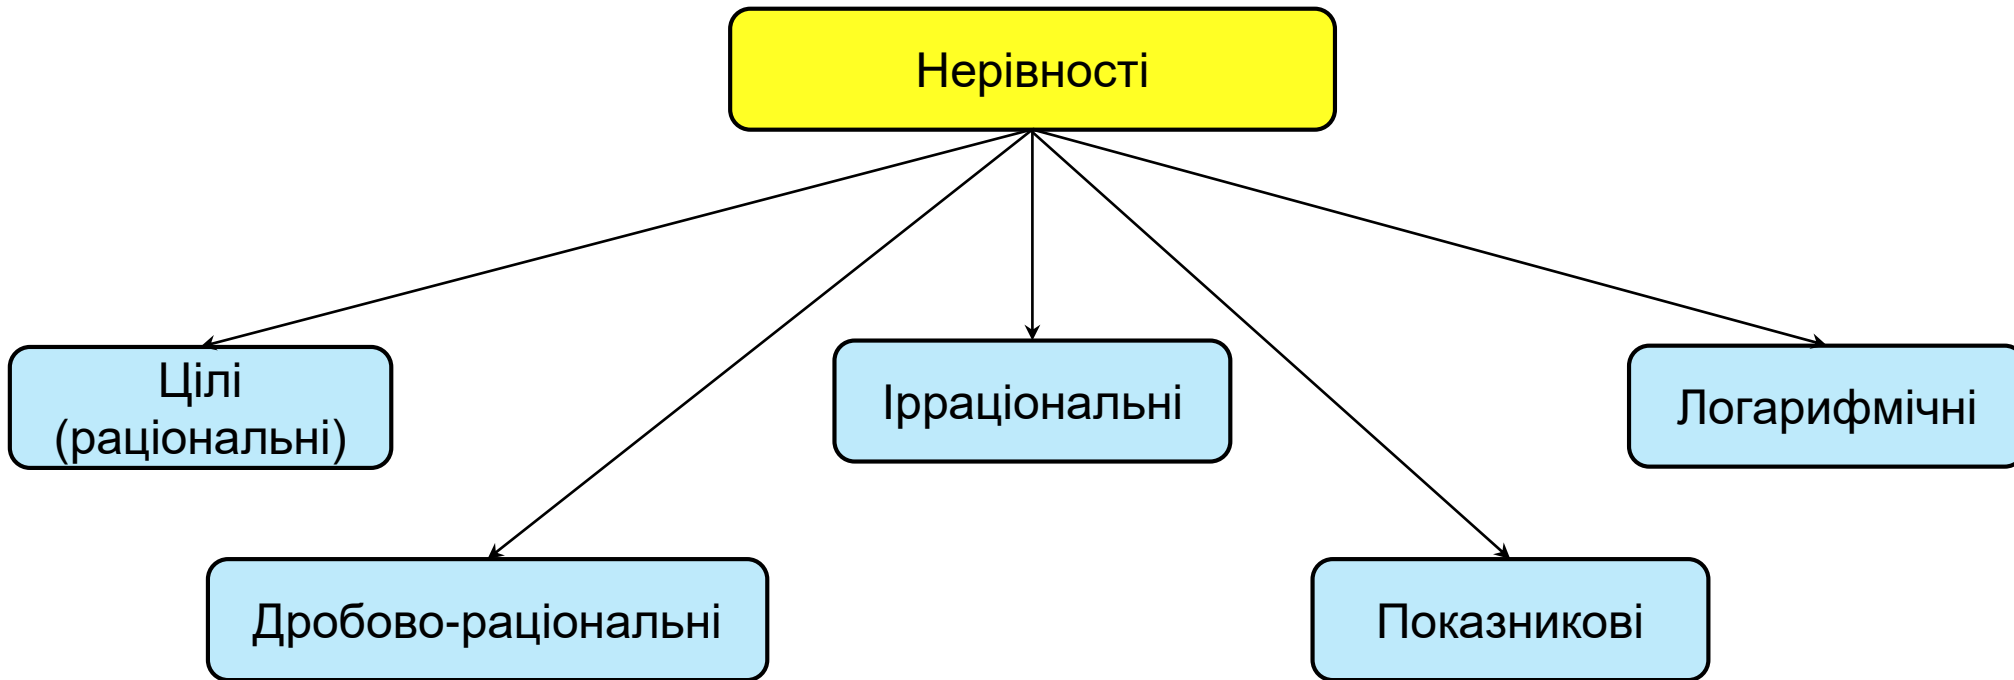 Нерівності
Цілі
(раціональні)
Ірраціональні
Логарифмічні
Дробово-раціональні
Показникові